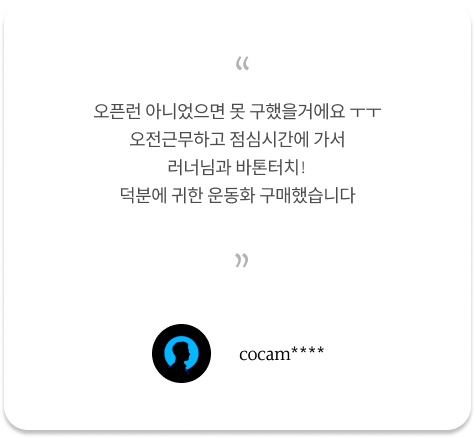 “
오픈런 아니었으면 못 구했을거에요 ㅜㅜ
오전근무하고 점심시간에 가서
러너님과 바톤터치!
덕분에 귀한 운동화 구매했습니다
”
cocam****